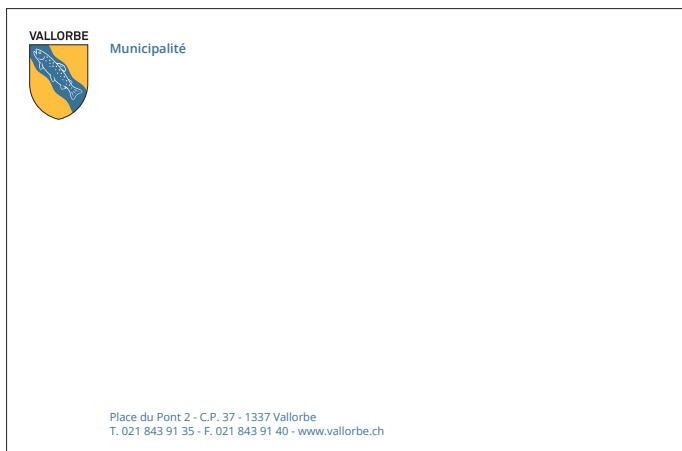 VALLORBE
Municipalité
Place du Pont 2 - C.P. 37 - 1337 Vallorbe
T. 021 843 91 35 - F. 021 843 91 40 - www.vallorbe.ch